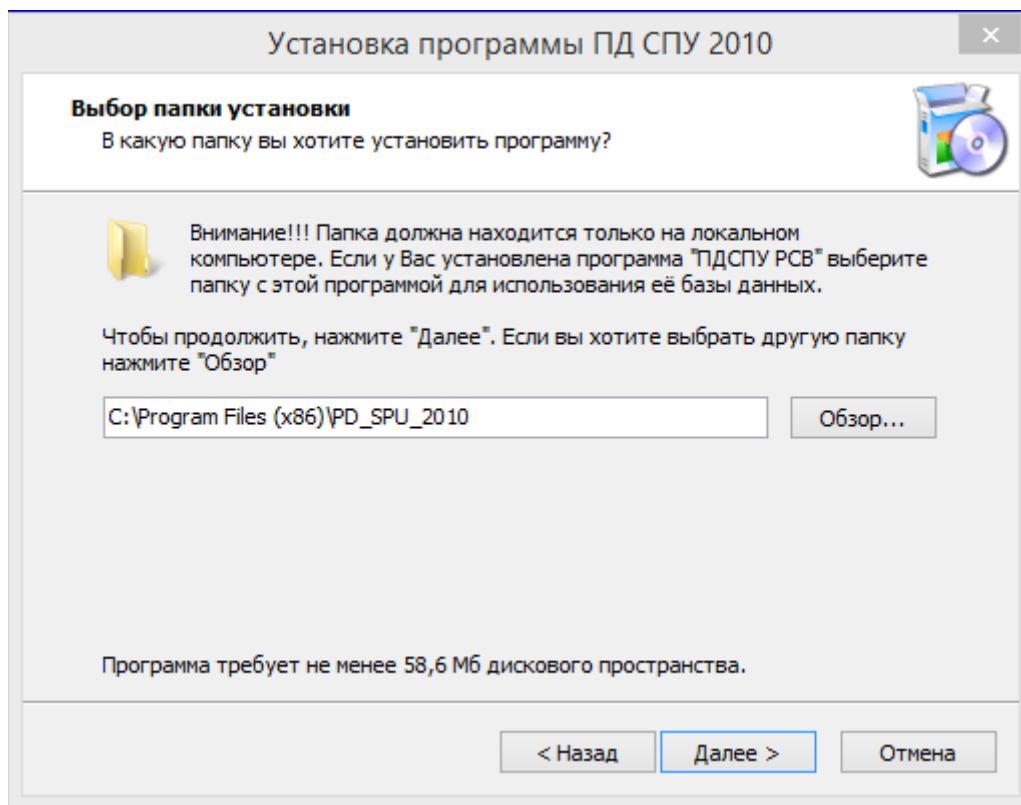 Установка программы ПД СПУ 2010
Выбор папки установки
В какую папку вы хотите установить программу?
Внимание!!! Папка должна находится только на локальном
компьютере. Если у Вас установлена программа "ПДСПУ РСВ" выберите
папку с этой программой для использования её базы данных.
Чтобы продолжить, нажмите "Далее". Если вы хотите выбрать другую папку
нажмите "Обзор"
C:\Program Files (x86)\PD_SPU_2010
Обзор...
Программа требует не менее 58,6 Мб дискового пространства.
< Назад
Далее >
Отмена